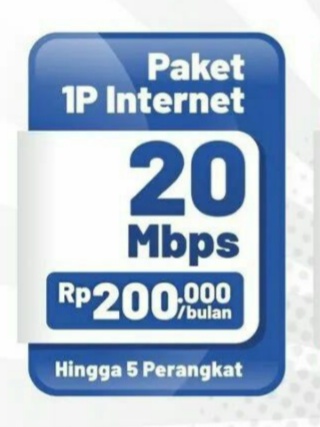 Paket
1P Internet
20
Mbps
Rp200.000
/bulan
Hingga 5 Perangkat